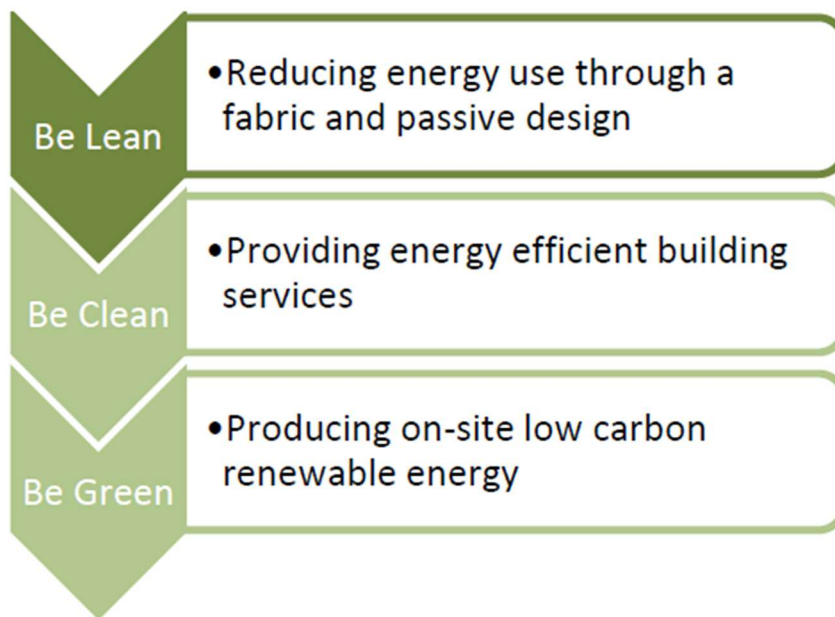 Be Lean
•Reducing energy use through a
fabric and passive design
Be Clean
•Providing energy efficient building
services
Be Green
•Producing on-site low carbon
renewable energy